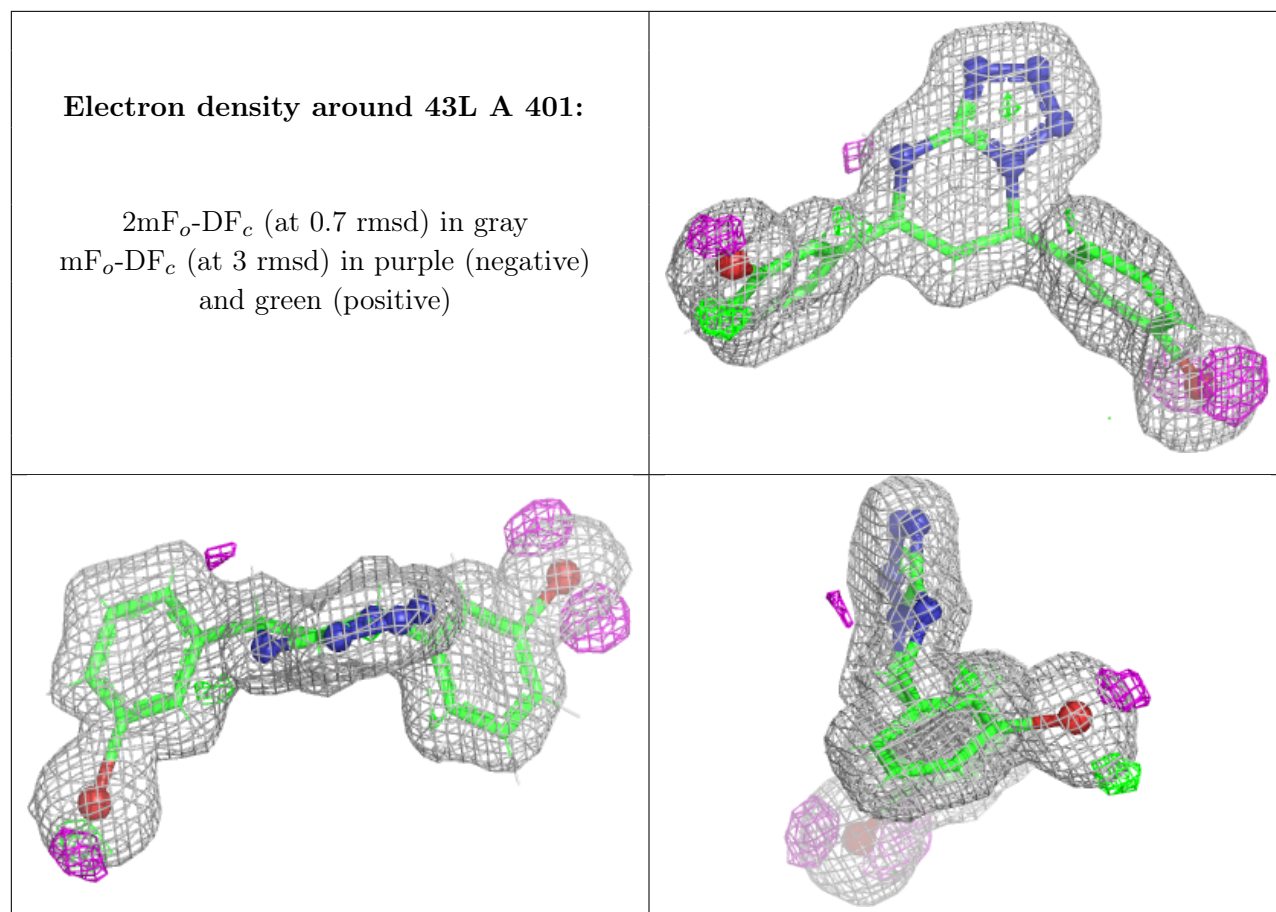 Electron density around 43L A 401:
2mFo-DFc (at 0.7 rmsd) in gray
mFo-DFc (at 3 rmsd) in purple (negative)
and green (positive)